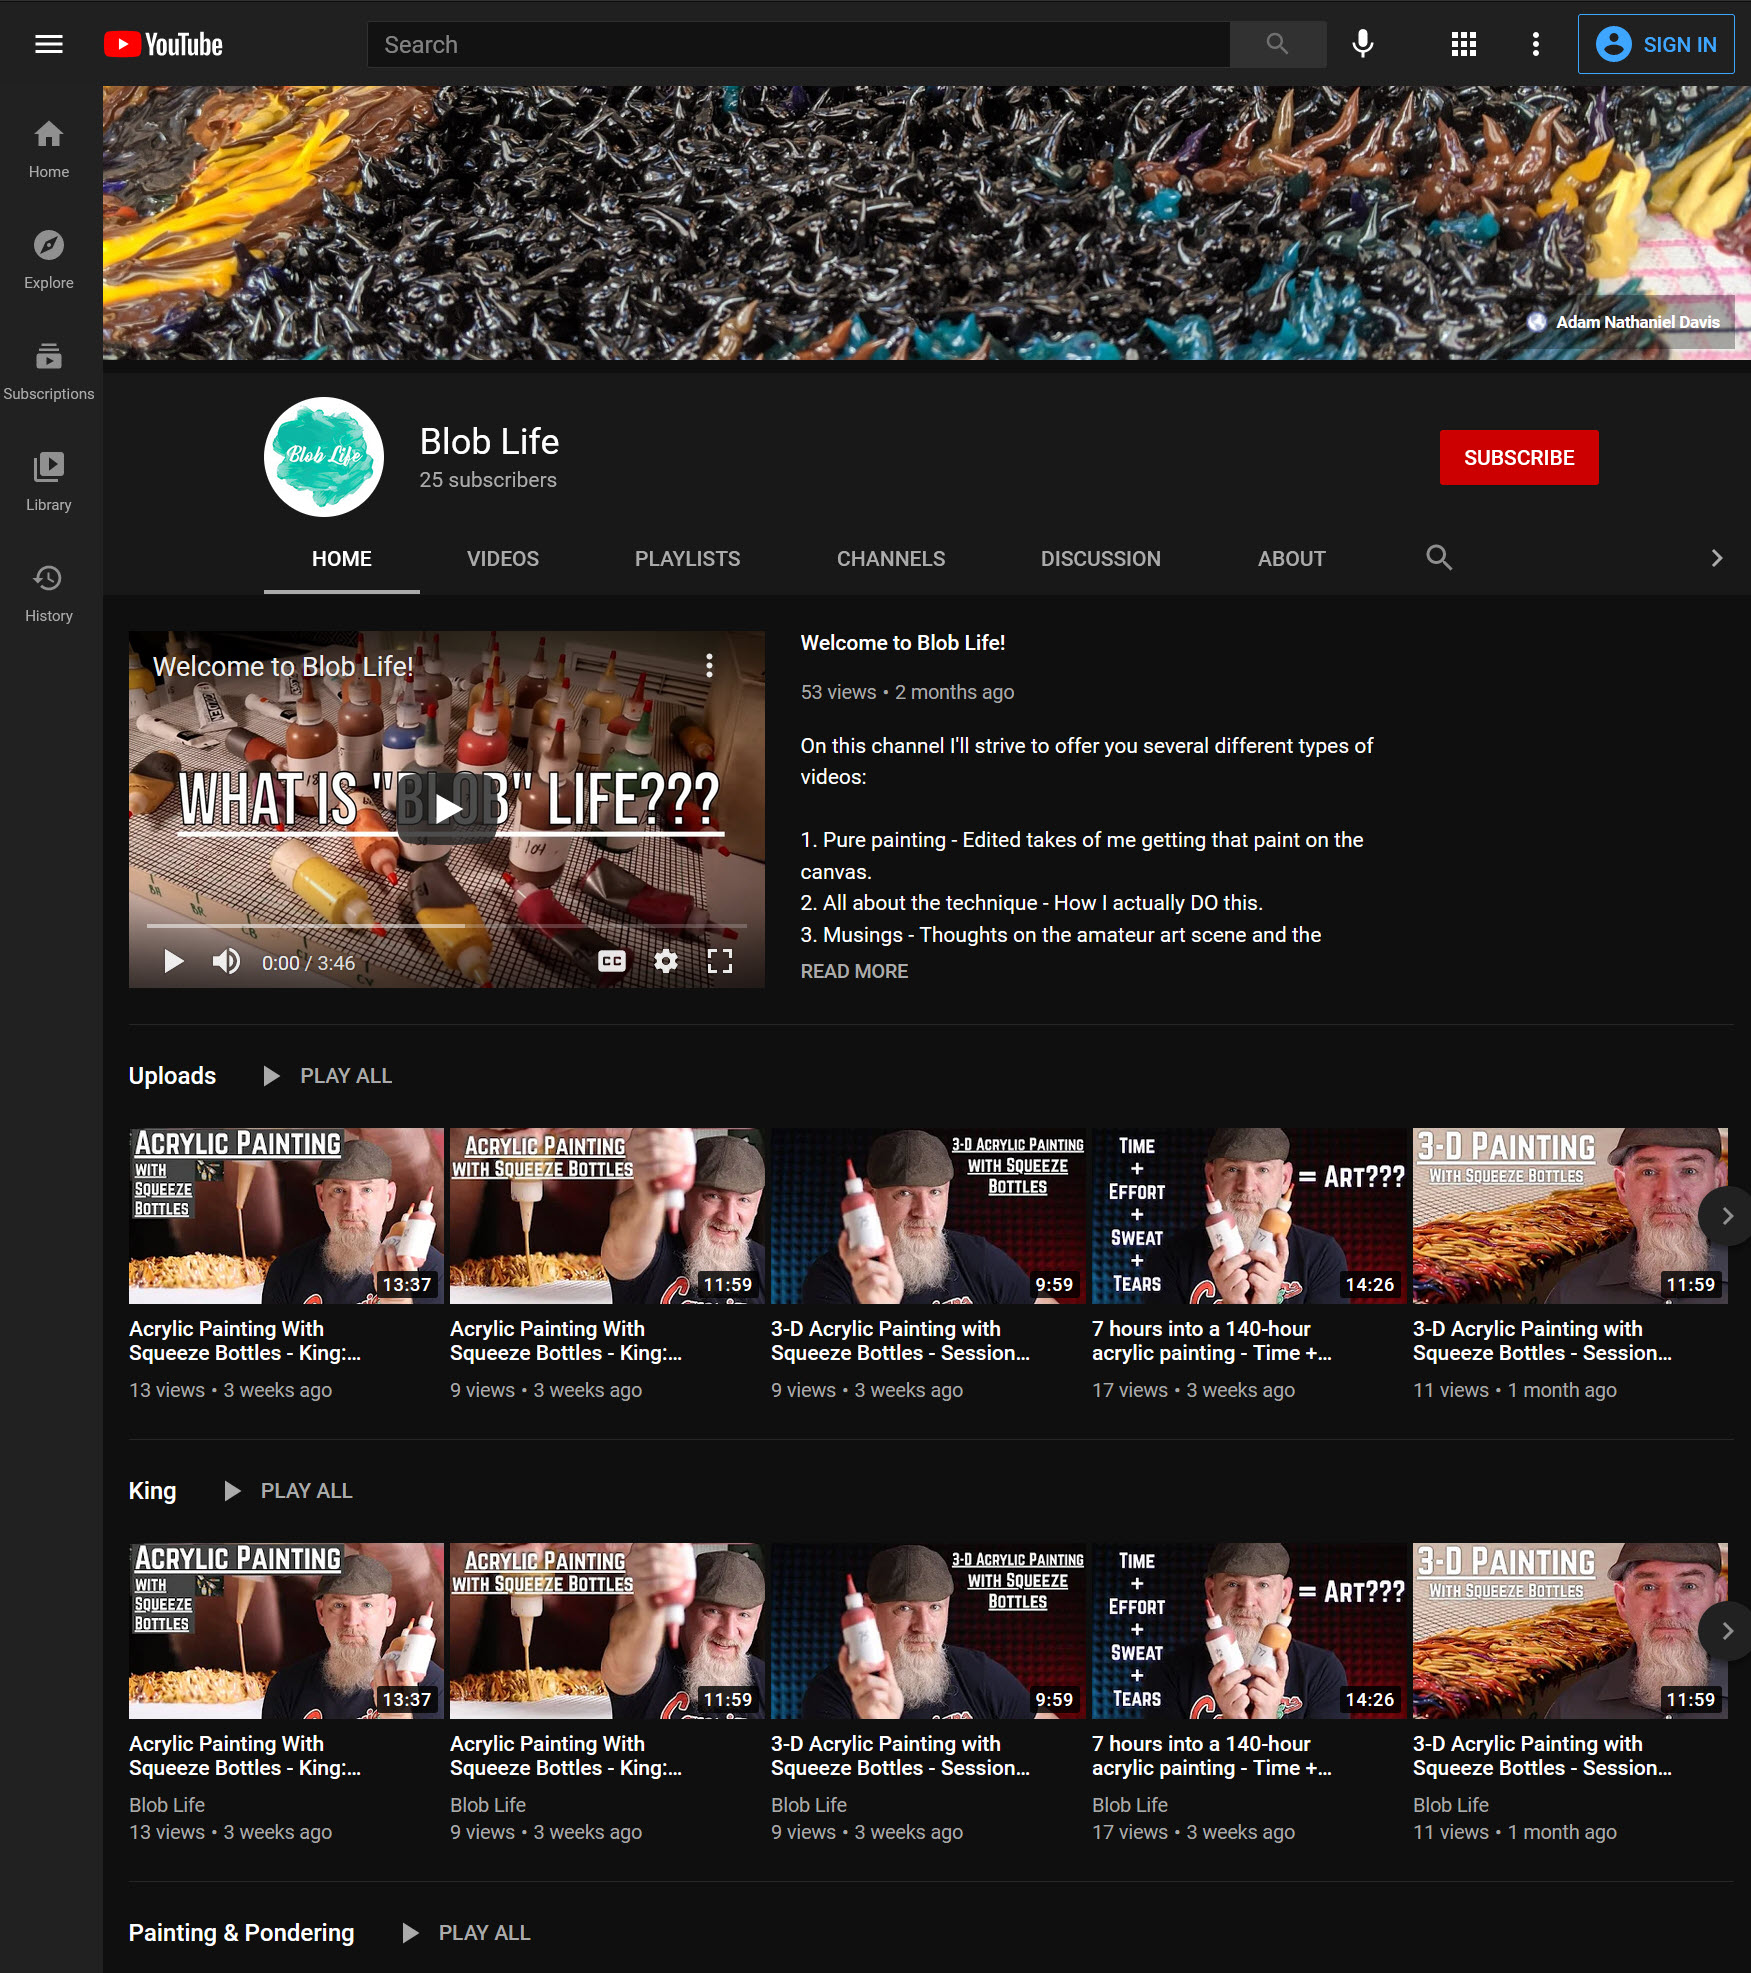 YouTube
Search
SIGN IN
Home
Explore
Subscriptions
Library
History
Adam Nathaniel Davis
Blob Life
Blob Life
25 subscribers
SUBSCRIBE
HOME VIDEOS PLAYLISTS CHANNELS DISCUSSION ABOUT
Welcome to Blob Life!
WHAT IS "BLOB" LIFE???
104
0:00 / 3:46
CC
Welcome to Blob Life!
53 views • 2 months ago
On this channel I'll strive to offer you several different types of
videos:
1. Pure painting - Edited takes of me getting that paint on the
canvas.
2. All about the technique - How I actually DO this.
3. Musings - Thoughts on the amateur art scene and the
READ MORE
Uploads PLAY ALL
Acrylic Painting
with
Squeeze
Bottles
13:37
Acrylic Painting
with Squeeze Bottles
11:59
3-D Acrylic Painting
with Squeeze
Bottles
9:59
Time
+
Effort
+
Sweat
+
Tears
= Art???
14:26
3-D Painting
With Squeeze Bottles
11:59
Acrylic Painting With
Squeeze Bottles - King:...
13 views • 3 weeks ago
Acrylic Painting With
Squeeze Bottles - King:...
9 views • 3 weeks ago
3-D Acrylic Painting with
Squeeze Bottles - Session...
9 views • 3 weeks ago
7 hours into a 140-hour
acrylic painting - Time +...
17 views • 3 weeks ago
3-D Acrylic Painting with
Squeeze Bottles - Session...
11 views • 1 month ago
King PLAY ALL
Acrylic Painting
with
Squeeze
Bottles
13:37
Acrylic Painting
with Squeeze Bottles
11:59
3-D Acrylic Painting
with Squeeze
Bottles
9:59
Time
+
Effort
+
Sweat
+
Tears
= Art???
14:26
3-D Painting
With Squeeze Bottles
11:59
Acrylic Painting With
Squeeze Bottles - King:...
Blob Life
13 views • 3 weeks ago
Acrylic Painting With
Squeeze Bottles - King:...
Blob Life
9 views • 3 weeks ago
3-D Acrylic Painting with
Squeeze Bottles - Session...
Blob Life
9 views • 3 weeks ago
7 hours into a 140-hour
acrylic painting - Time +...
Blob Life
17 views • 3 weeks ago
3-D Acrylic Painting with
Squeeze Bottles - Session...
Blob Life
11 views • 1 month ago
Painting & Pondering PLAY ALL